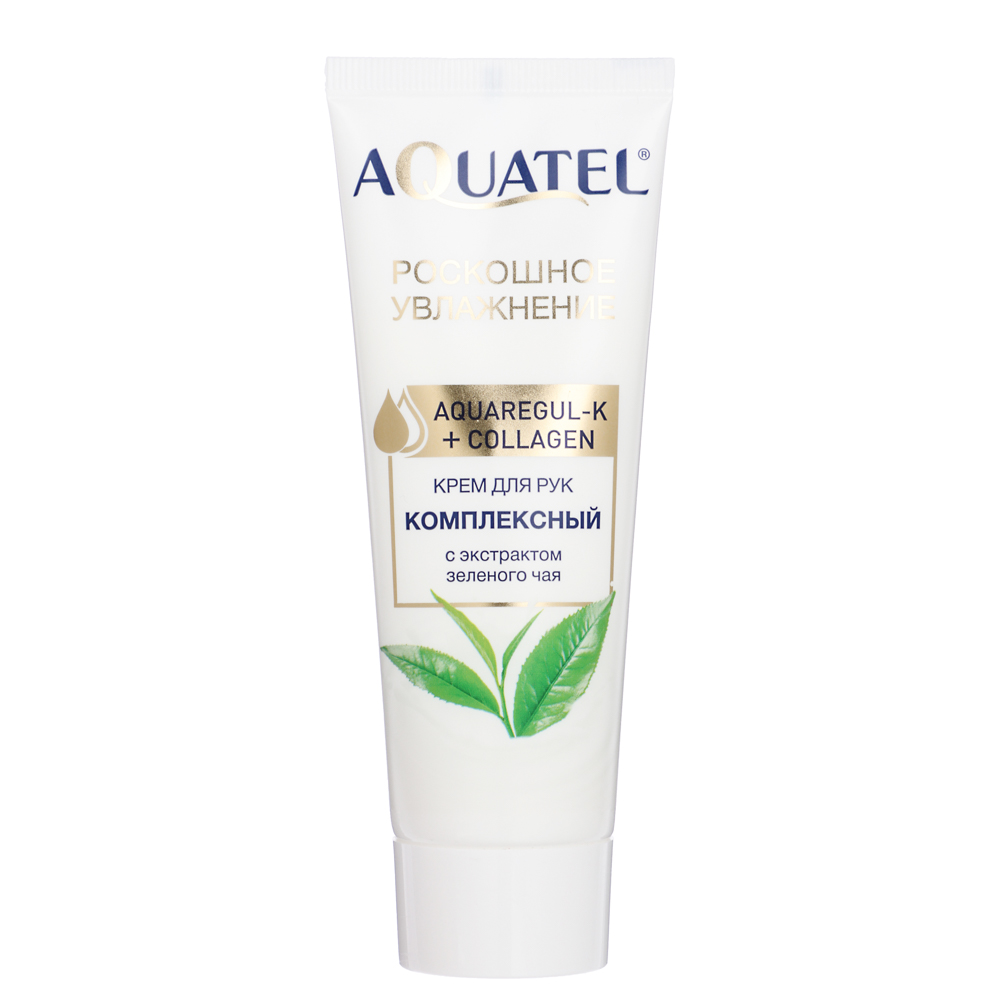 AQUATEL®
РОСКОШНОЕ
УВЛАЖНЕНИЕ
AQUAREGUL-K
+ COLLAGEN
КРЕМ ДЛЯ РУК
КОМПЛЕКСНЫЙ
с экстрактом
зеленого чая